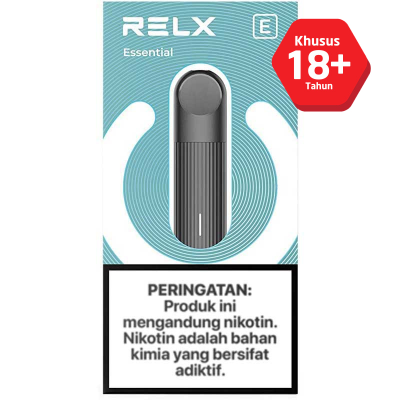 RELX
E
Essential
Khusus
18+
Tahun
PERINGATAN:
Produk ini
mengandung nikotin.
Nikotin adalah bahan
kimia yang bersifat
adiktif.